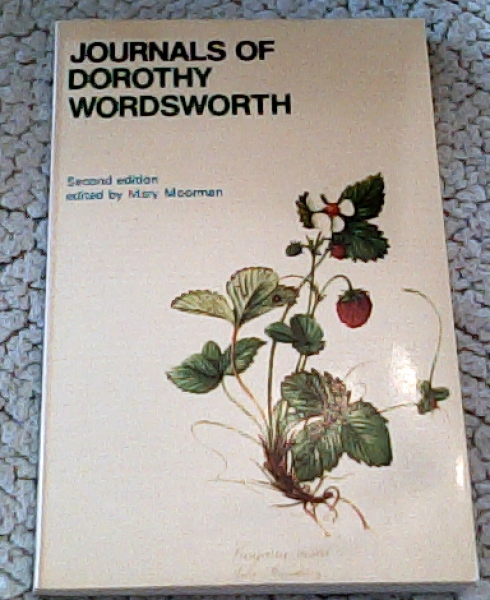 JOURNALS OF
DOROTHY
WORDSWORTH
Second edition
edited by Mary Moorman